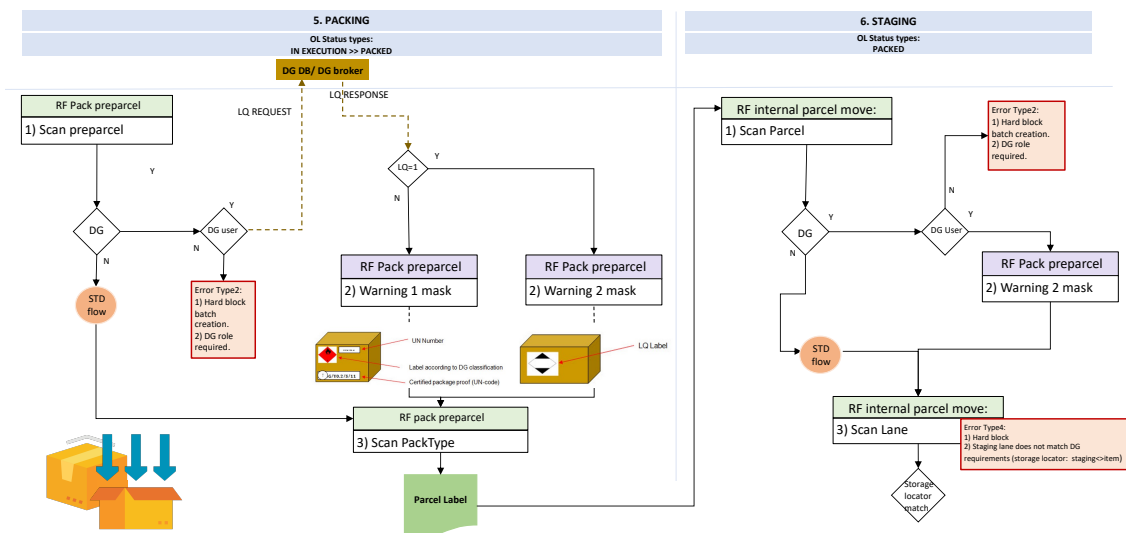 5. PACKING
OL Status types:
IN EXECUTION >> PACKED
DG DB/ DG broker
LQ REQUEST
LQ RESPONSE
RF Pack preparcel
1) Scan preparcel
Y
DG
N
Y
DG user
N
STD
flow
Error Type2:
1) Hard block
batch
creation.
2) DG role
required.
LQ=1
Y
N
RF Pack preparcel
2) Warning 1 mask
RF Pack preparcel
2) Warning 2 mask
UN Number
Label according to DG classification
Certified package proof (UN-code)
LQ Label
RF pack preparcel
3) Scan PackType
Parcel Label
6. STAGING
OL Status types:
PACKED
RF internal parcel move:
1) Scan Parcel
Error Type2:
1) Hard block
batch creation.
2) DG role
required.
N
DG
Y
N
DG User
Y
RF Pack preparcel
2) Warning 2 mask
STD
flow
RF internal parcel move:
3) Scan Lane
Error Type4:
1) Hard block
2) Staging lane does not match DG
requirements (storage locator: staging<>item)
Storage
locator
match